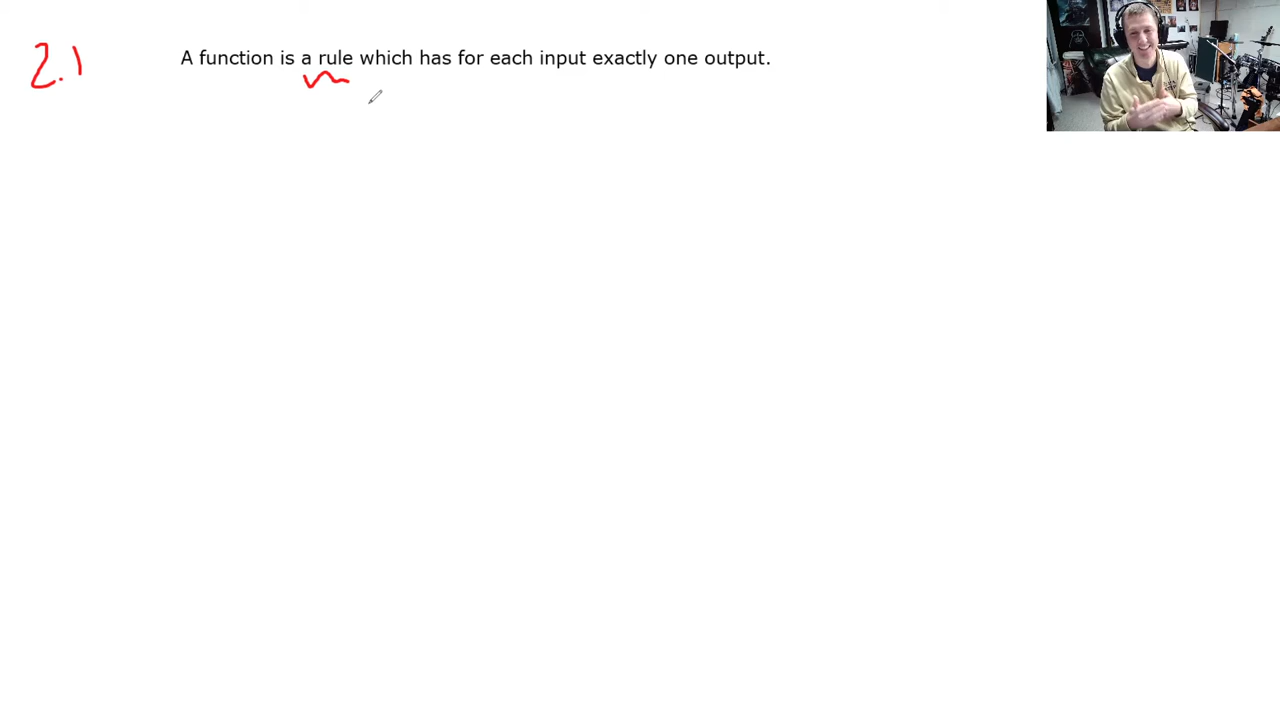 2.1 A function is a rule which has for each input exactly one output.